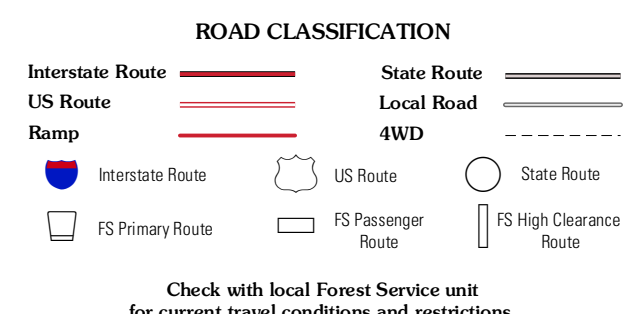 ROAD CLASSIFICATION
Interstate Route
State Route
US Route
Local Road
Ramp
4WD
Interstate Route
US Route
State Route
FS Primary Route
FS Passenger
Route
FS High Clearance
Route
Check with local Forest Service unit
for current travel conditions and restrictions